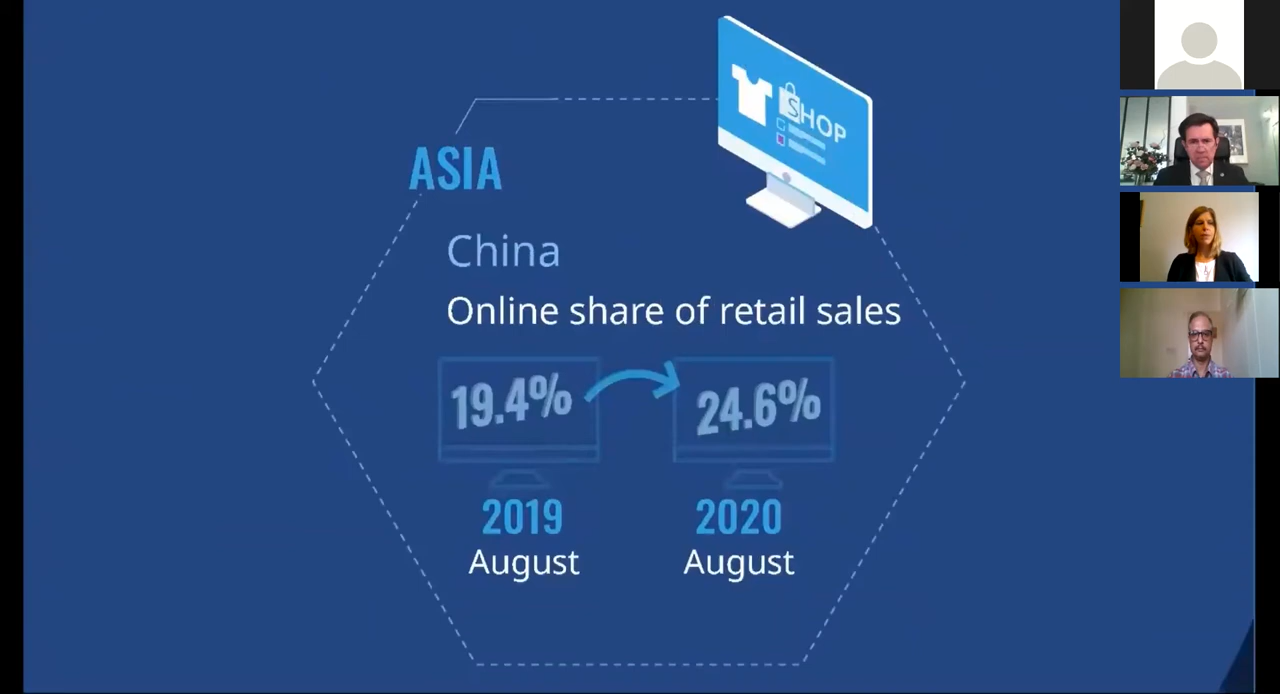 SHOP
ASIA
China
Online share of retail sales
19.4% 24.6%
2019 2020
August August